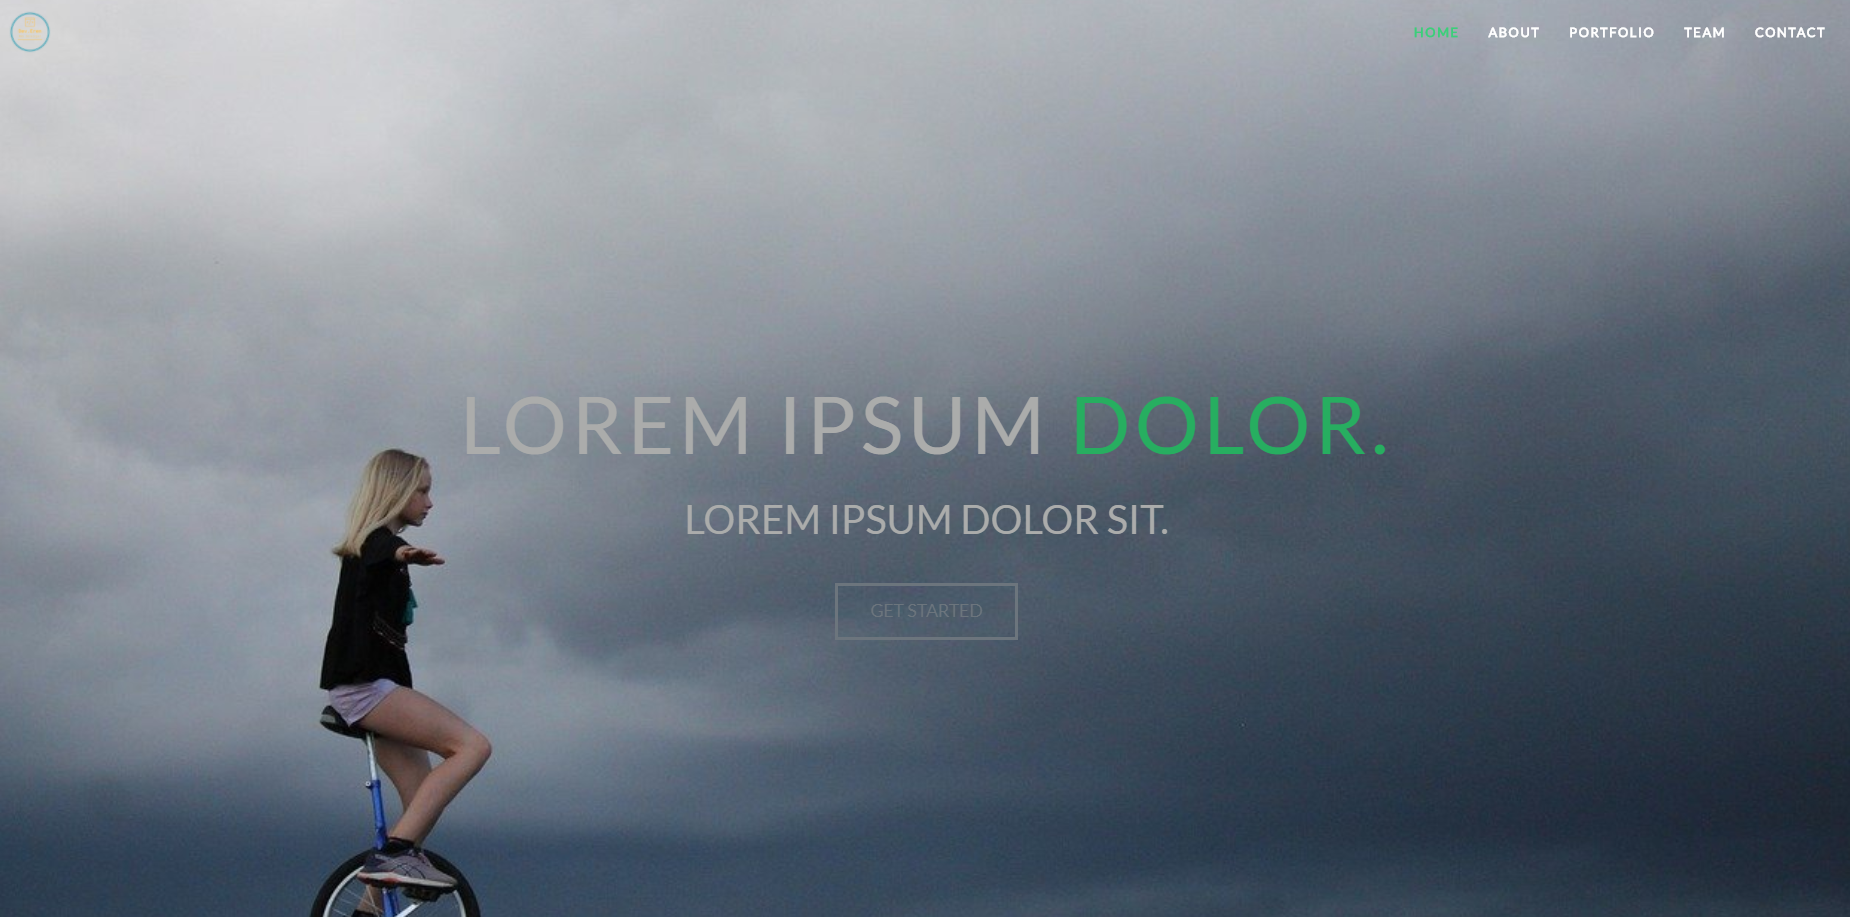 HOME ABOUT PORTFOLIO TEAM CONTACT
LOREM IPSUM DOLOR.
LOREM IPSUM DOLOR SIT.
GET STARTED